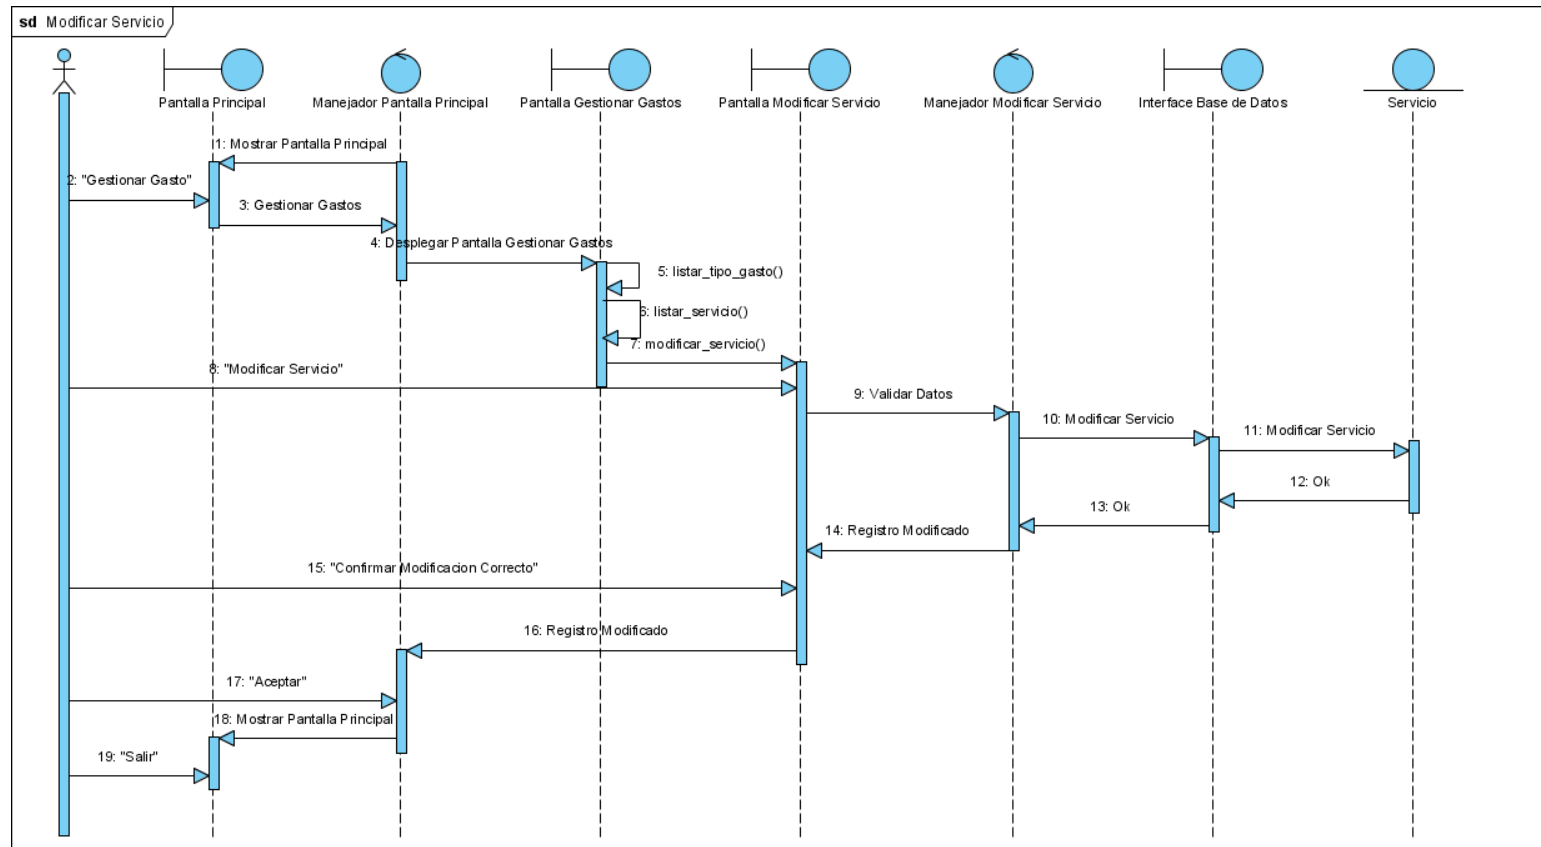 sd Modificar Servicio
Pantalla Principal
Manejador Pantalla Principal
Pantalla Gestionar Gastos
Pantalla Modificar Servicio
Manejador Modificar Servicio
Interface Base de Datos
Servicio
1: Mostrar Pantalla Principal
2: "Gestionar Gasto"
3: Gestionar Gastos
4: Desplegar Pantalla Gestionar Gastos
5: listar_tipo_gasto()
6: listar_servicio()
7: modificar_servicio()
8: "Modificar Servicio"
9: Validar Datos
10: Modificar Servicio
11: Modificar Servicio
12: Ok
13: Ok
14: Registro Modificado
15: "Confirmar Modificacion Correcto"
16: Registro Modificado
17: "Aceptar"
18: Mostrar Pantalla Principal
19: "Salir"